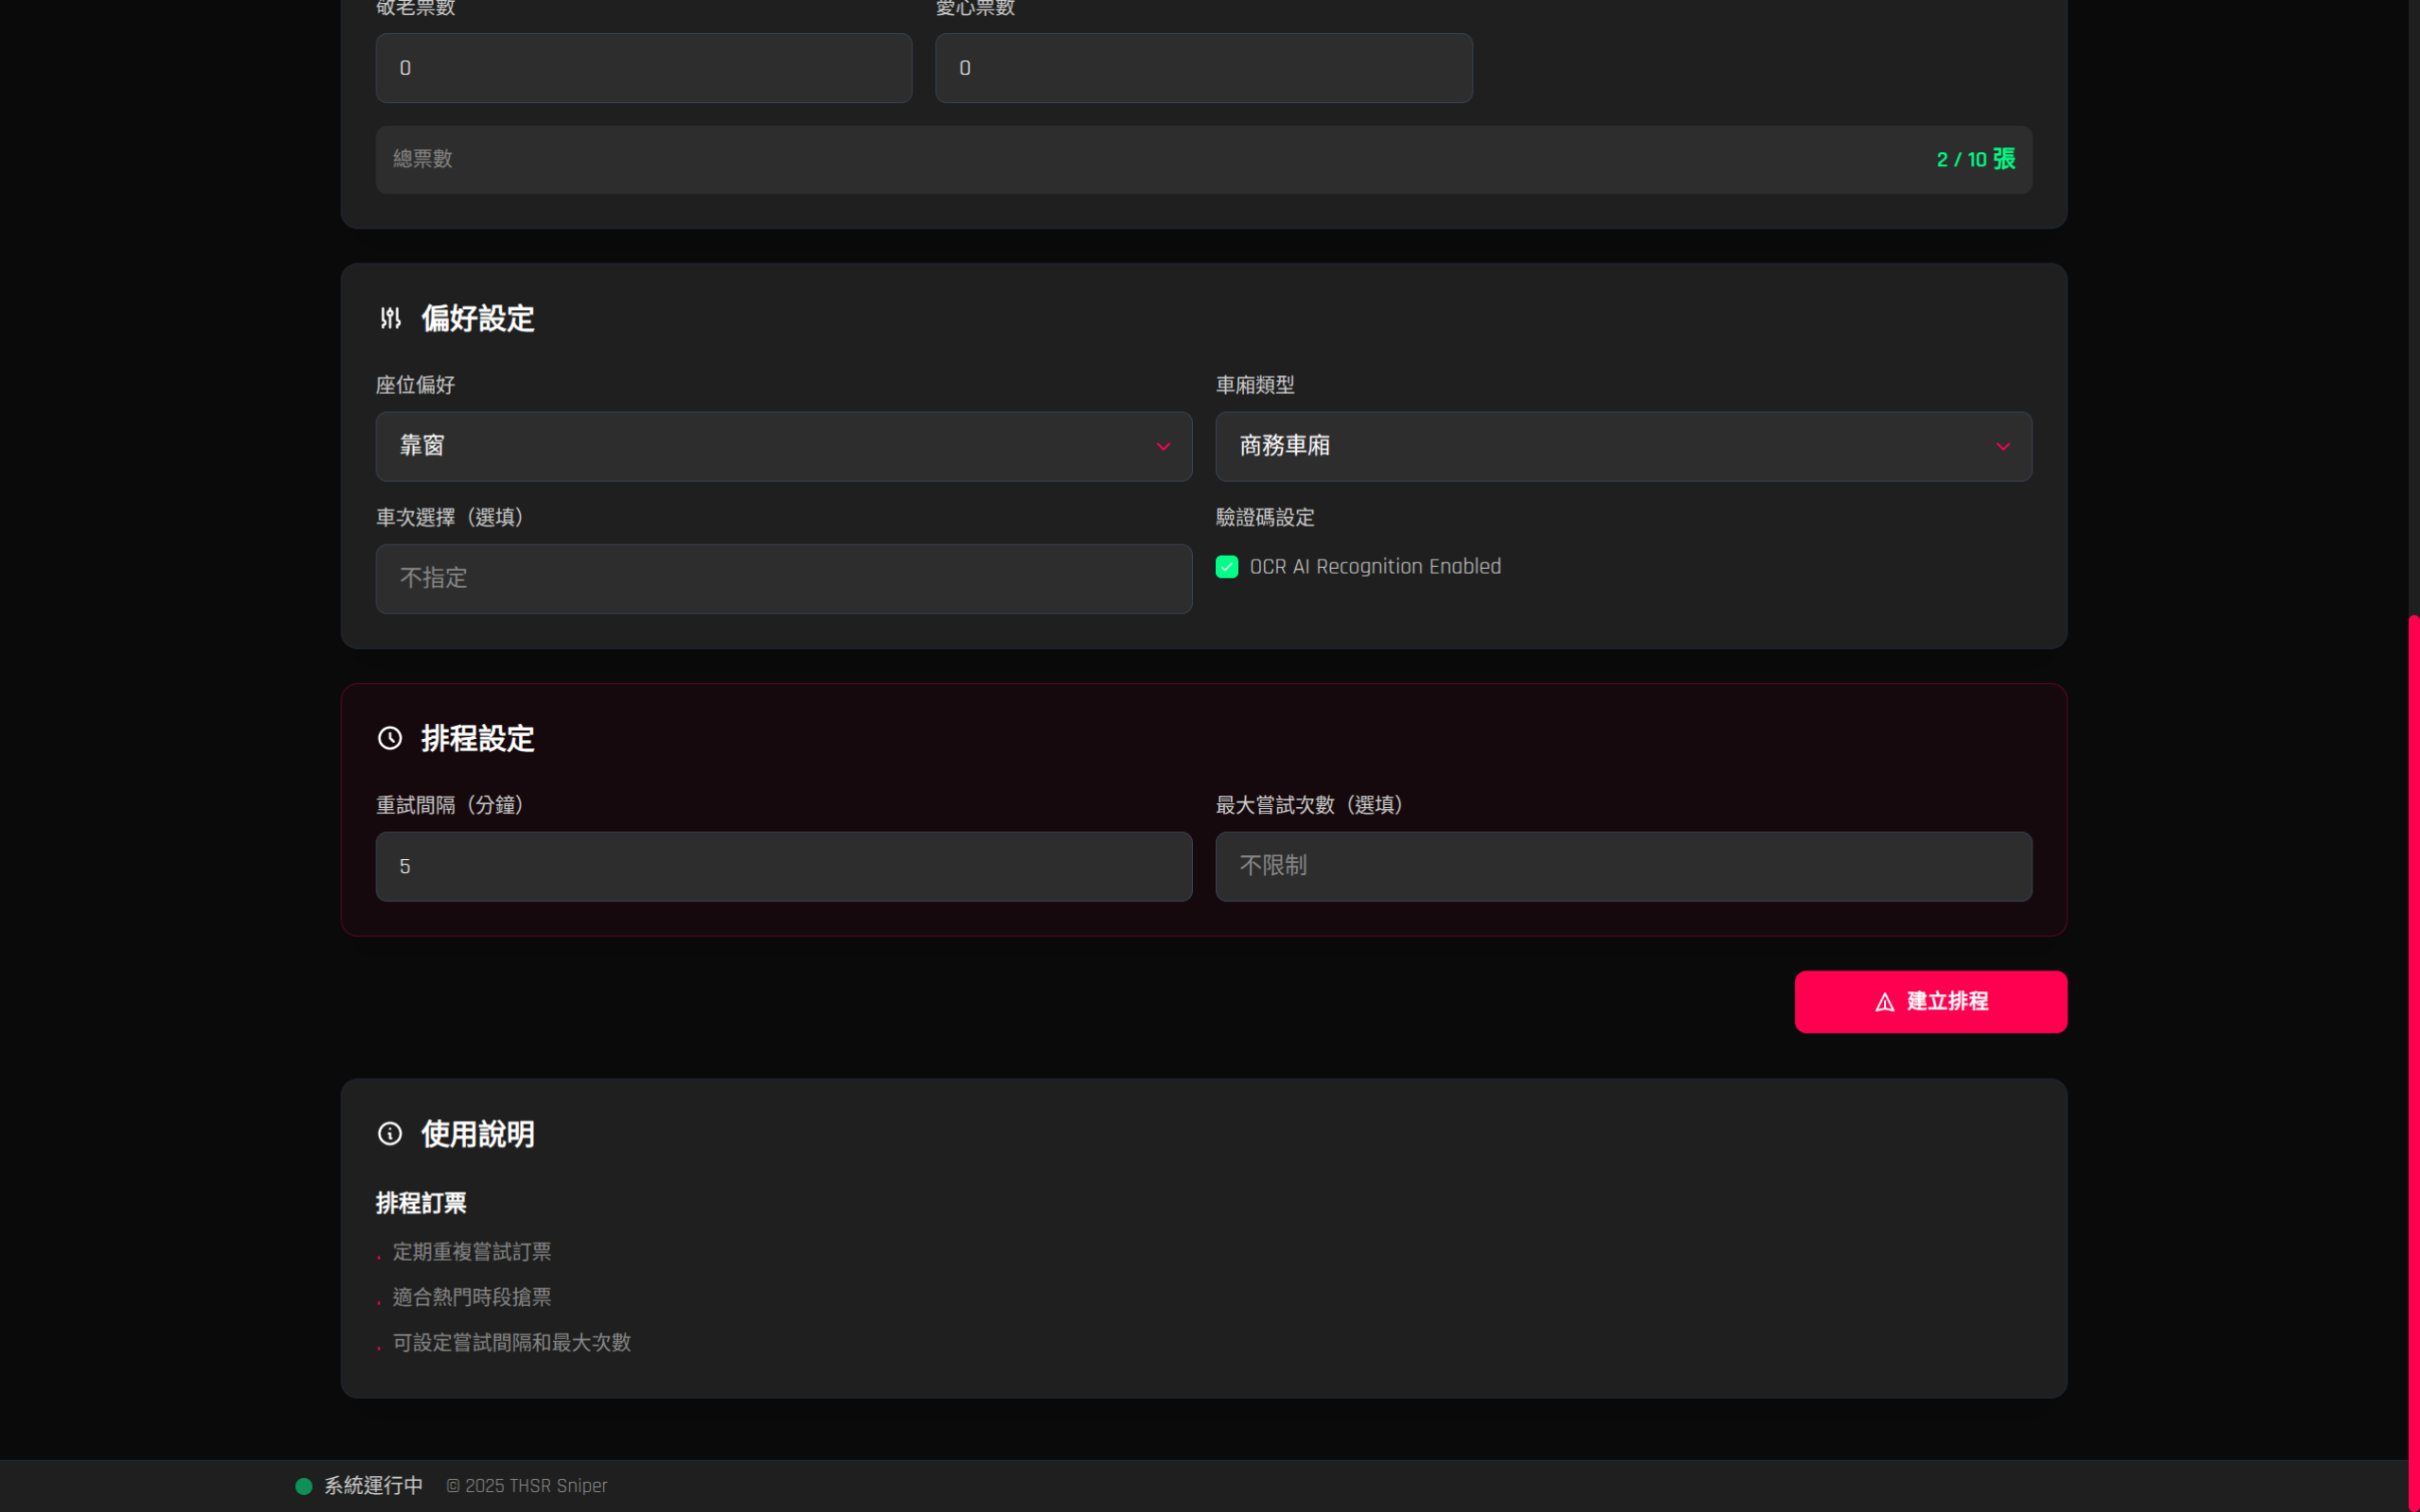 敬老票數
愛心票數
0
0
總票數
2 / 10 張
偏好設定
座位偏好
車廂類型
靠窗
商務車廂
車次選擇（選填）
驗證碼設定
不指定
OCR AI Recognition Enabled
排程設定
重試間隔（分鐘）
最大嘗試次數（選填）
5
不限制
建立排程
使用說明
排程訂票
. 定期重複嘗試訂票
. 適合熱門時段搶票
. 可設定嘗試間隔和最大次數
系統運行中
© 2025 THSR Sniper